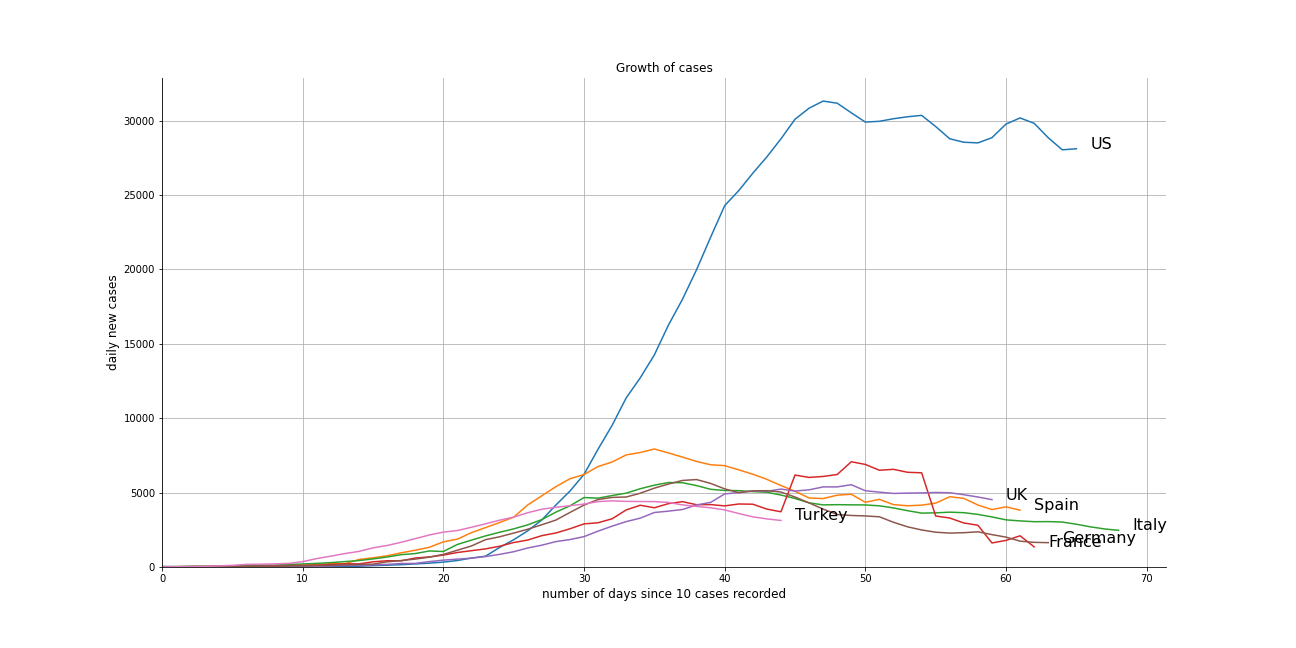 Growth of cases
daily new cases
30000
25000
20000
15000
10000
5000
0
US
UK
Spain
Turkey
Italy
Germany
France
0 10 20 30 40 50 60 70
number of days since 10 cases recorded